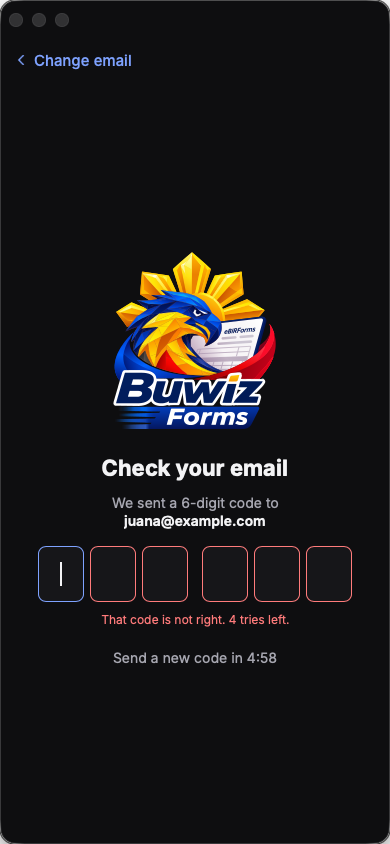 Change email
eBIRForms
Buwiz
Forms
Check your email
We sent a 6-digit code to
juana@example.com
That code is not right. 4 tries left.
Send a new code in 4:58